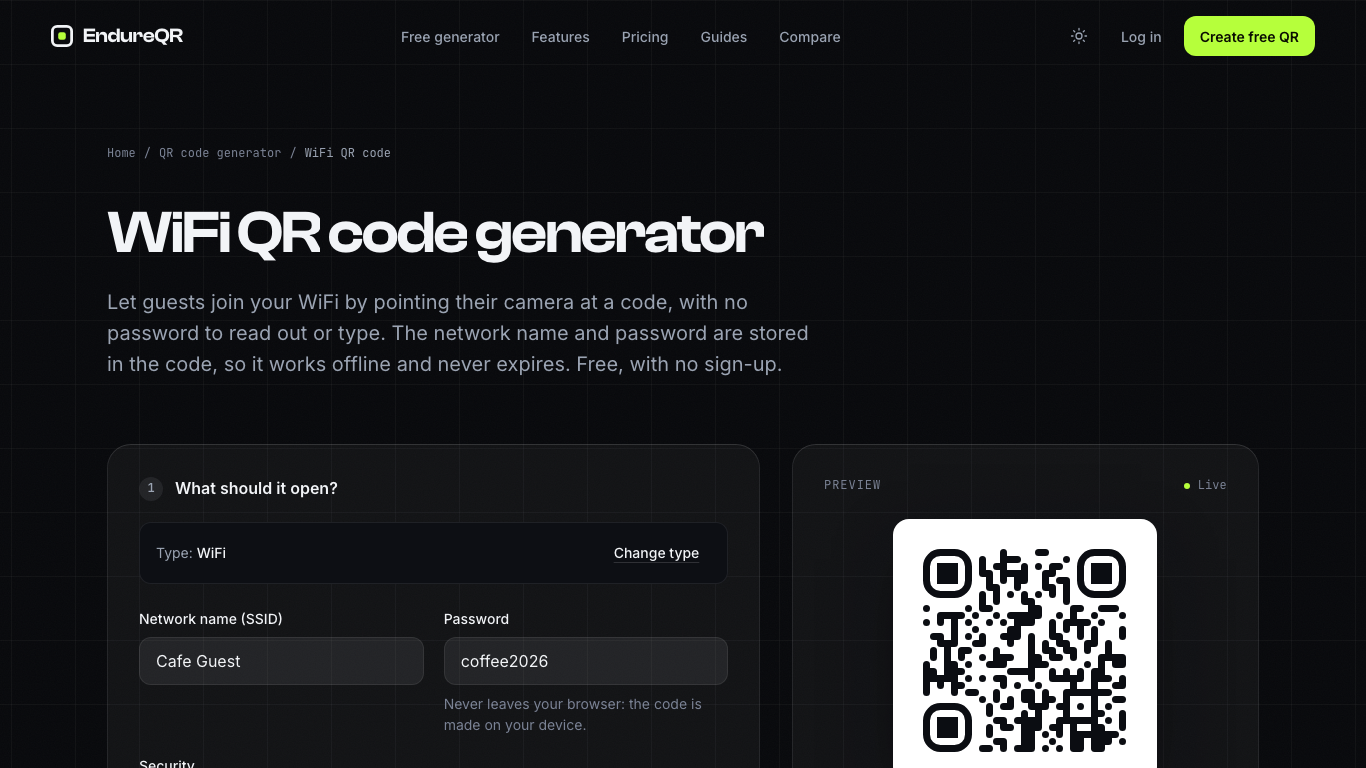 EndureQR
Free generator
Features
Pricing
Guides
Compare
Log in
Create free QR
Home / QR code generator / WiFi QR code
WiFi QR code generator
Let guests join your WiFi by pointing their camera at a code, with no
password to read out or type. The network name and password are stored
in the code, so it works offline and never expires. Free, with no sign-up.
1
What should it open?
Type: WiFi
Change type
Network name (SSID)
Cafe Guest
Password
coffee2026
Never leaves your browser: the code is
made on your device.
Security
PREVIEW
Live